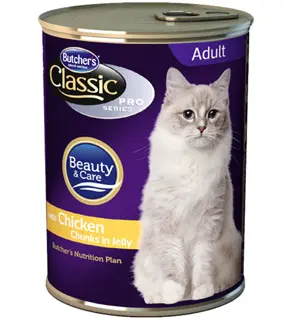 Adult
Butcher's
Classic
PRO
SERIES
Beauty
& Care
with Chicken
Chunks in Jelly
Butcher's Nutrition Plan